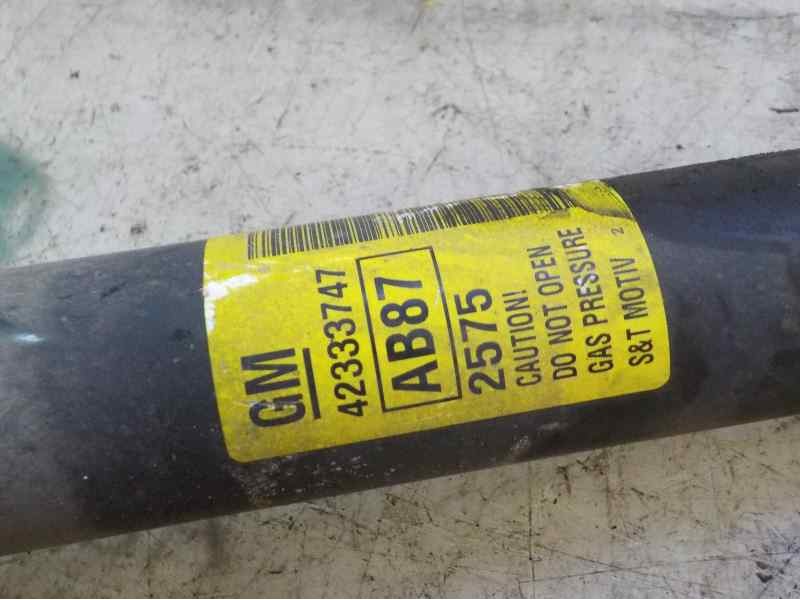 GM
42333747
AB87
2575
CAUTION!
DO NOT OPEN
GAS PRESSURE
S&T MOTIV 2